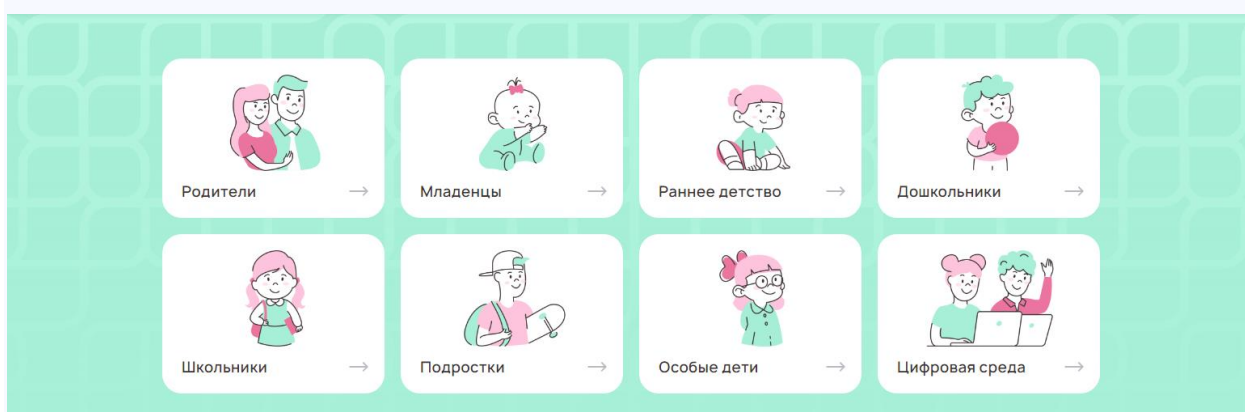 Родители
Младенцы
Раннее детство
Дошкольники
Школьники
Подростки
Особые дети
Цифровая среда